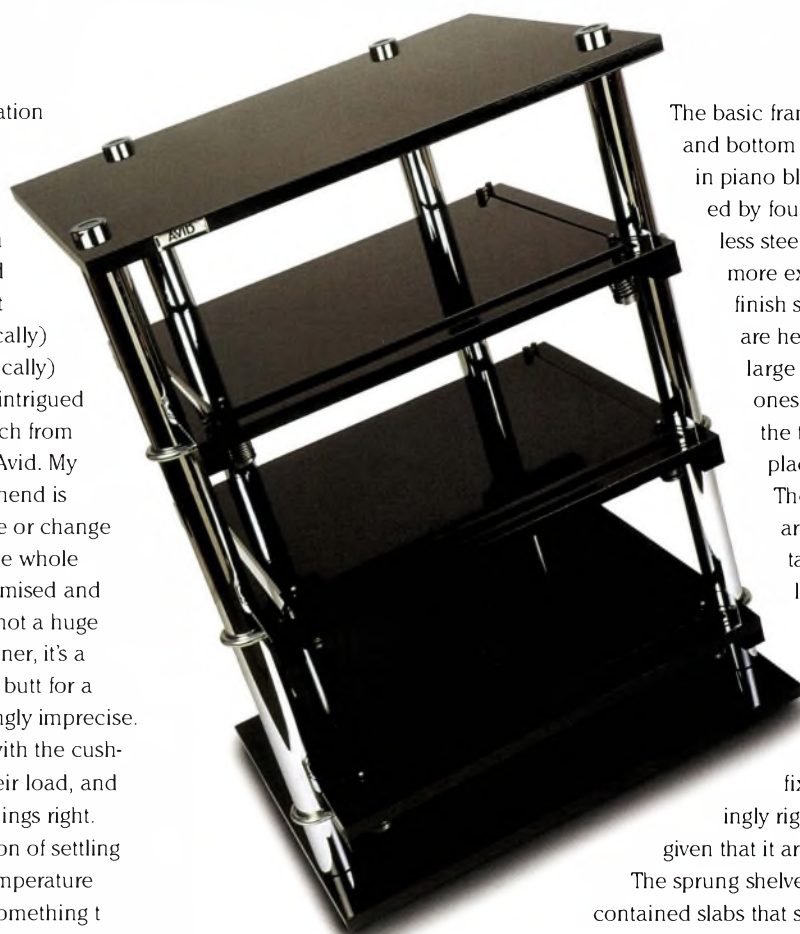 ation
d
t
cally)
cally)
intrigued
ch from
Avid. My
nend is
e or change
e whole
mised and
not a huge
ner, it's a
butt for a
ngly imprecise.
with the cush-
eir load, and
ings right.
on of settling
mperature
omething t
AVID
The basic fran
and bottom
in piano bl
ed by fou
less stee
more ex
finish s
are he
large
ones
the f
plac
The
ar
ta
l
fix
ingly rig
given that it ar
The sprung shelve
contained slabs that s